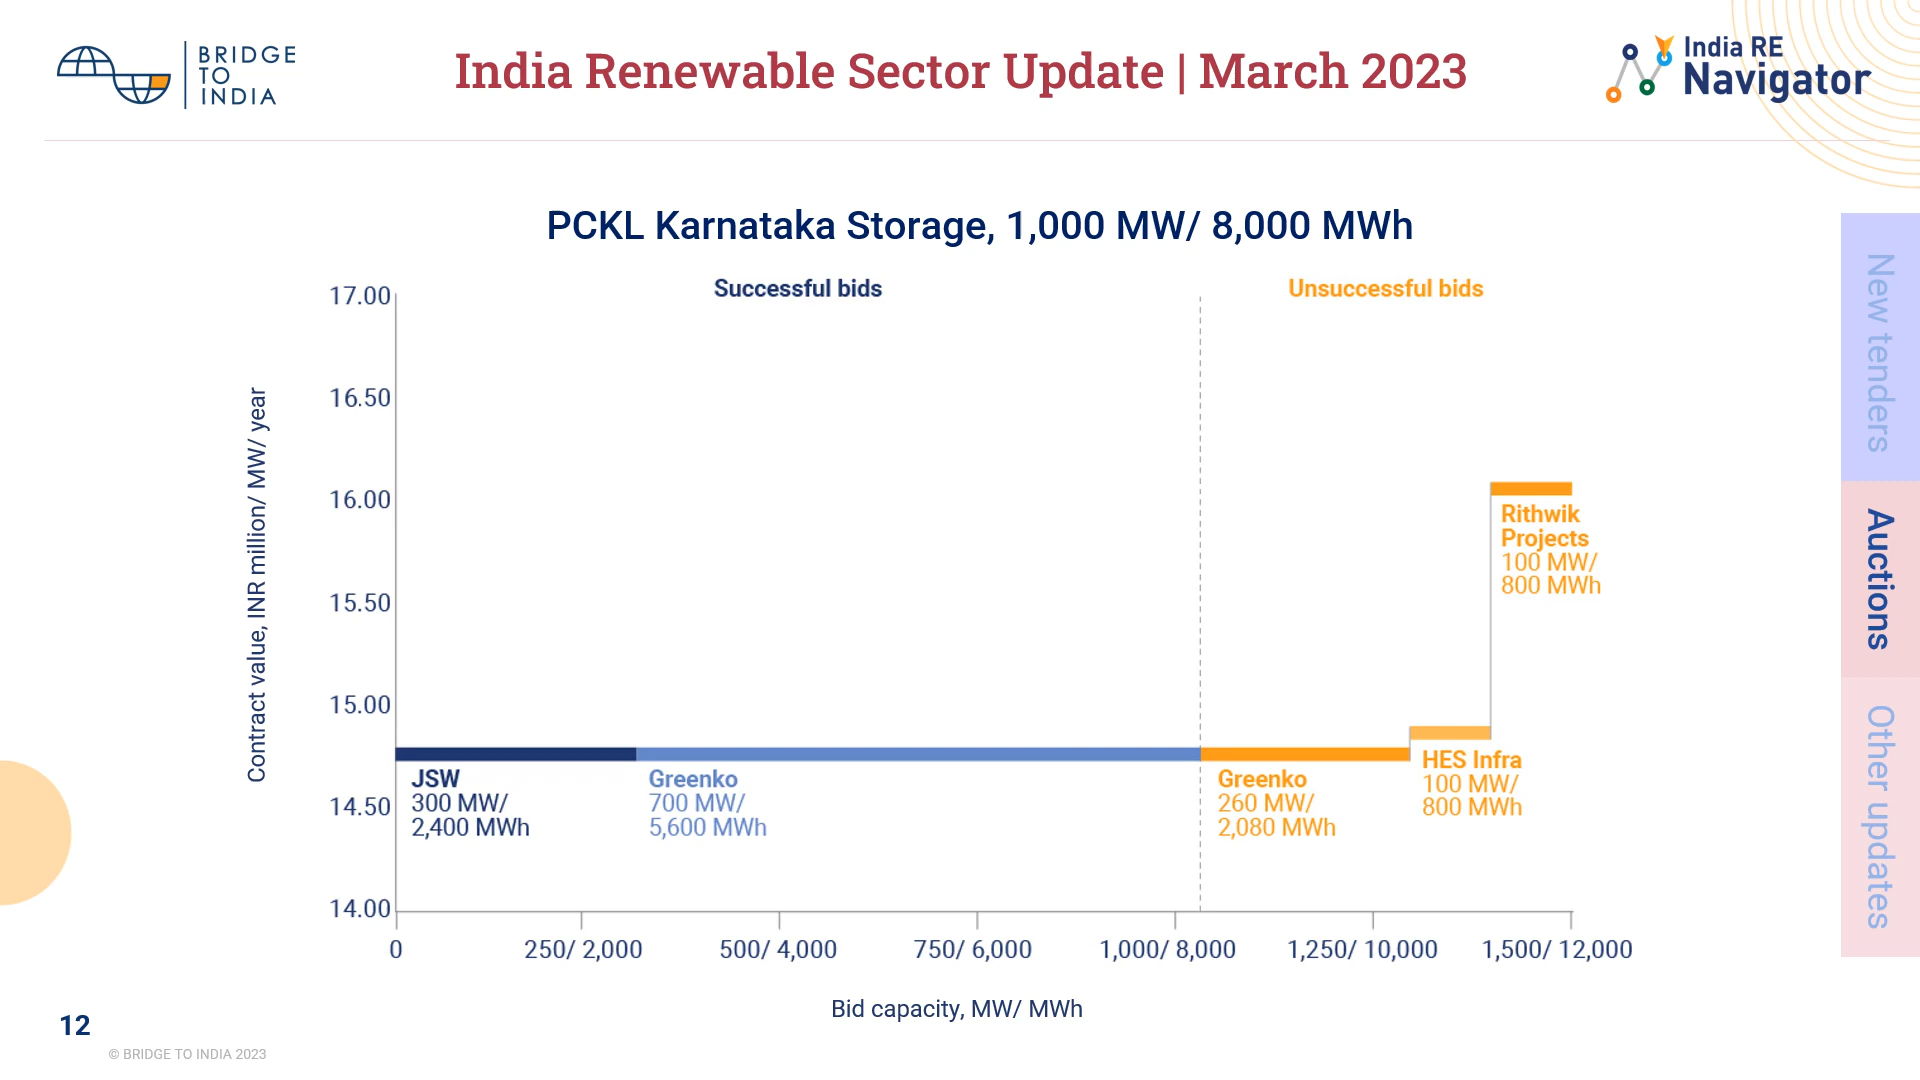 BRIDGE
TO
INDIA
India Renewable Sector Update | March 2023
India RE
Navigator
PCKL Karnataka Storage, 1,000 MW/ 8,000 MWh
Successful bids
Unsuccessful bids
Contract value, INR million/ MW/ year
17.00
16.50
16.00
15.50
15.00
14.50
14.00
JSW
300 MW/
2,400 MWh
Greenko
700 MW/
5,600 MWh
Greenko
260 MW/
2,080 MWh
HES Infra
100 MW/
800 MWh
Rithwik
Projects
100 MW/
800 MWh
0
250/ 2,000
500/ 4,000
750/ 6,000
1,000/ 8,000
1,250/ 10,000
1,500/ 12,000
Bid capacity, MW/ MWh
New tenders
Auctions
Other updates
12
© BRIDGE TO INDIA 2023